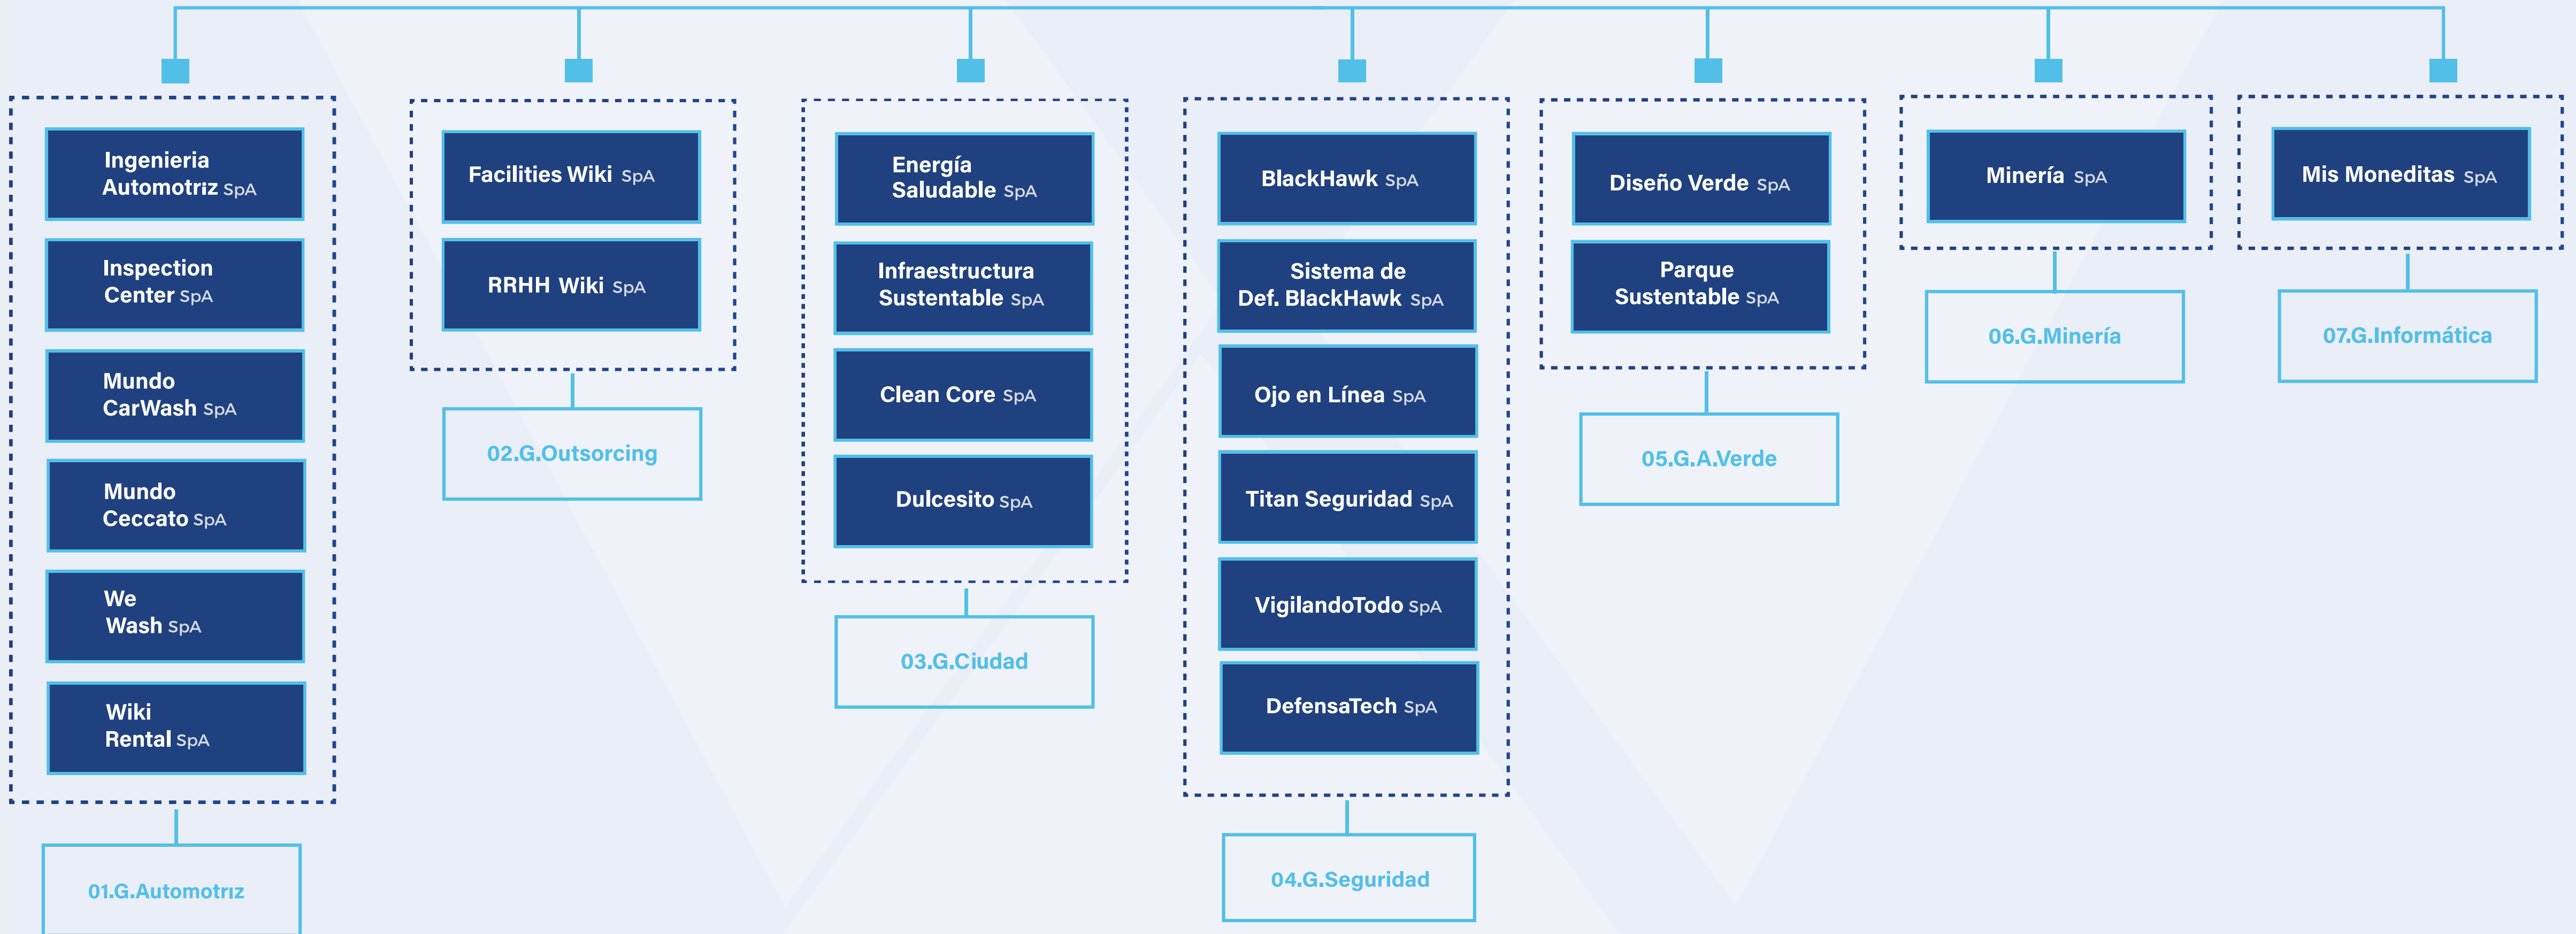 Ingenieria
Automotriz SpA
Inspection
Center SpA
Mundo
CarWash SpA
Mundo
Ceccato SpA
We
Wash SpA
Wiki
Rental SpA
01.G.Automotrız
Facilities Wiki SpA
RRHH Wiki SpA
02.G.Outsorcing
Energía
Saludable SpA
Infraestructura
Sustentable SpA
Clean Core SpA
Dulcesito SpA
03.G.Ciudad
BlackHawk SpA
Sistema de
Def. BlackHawk SpA
Ojo en Línea SpA
Titan Seguridad SpA
VigilandoTodo SpA
DefensaTech SpA
04.G.Seguridad
Diseño Verde SpA
Parque
Sustentable SpA
05.G.A.Verde
Minería SpA
06.G.Minería
Mis Moneditas SpA
07.G.Informática